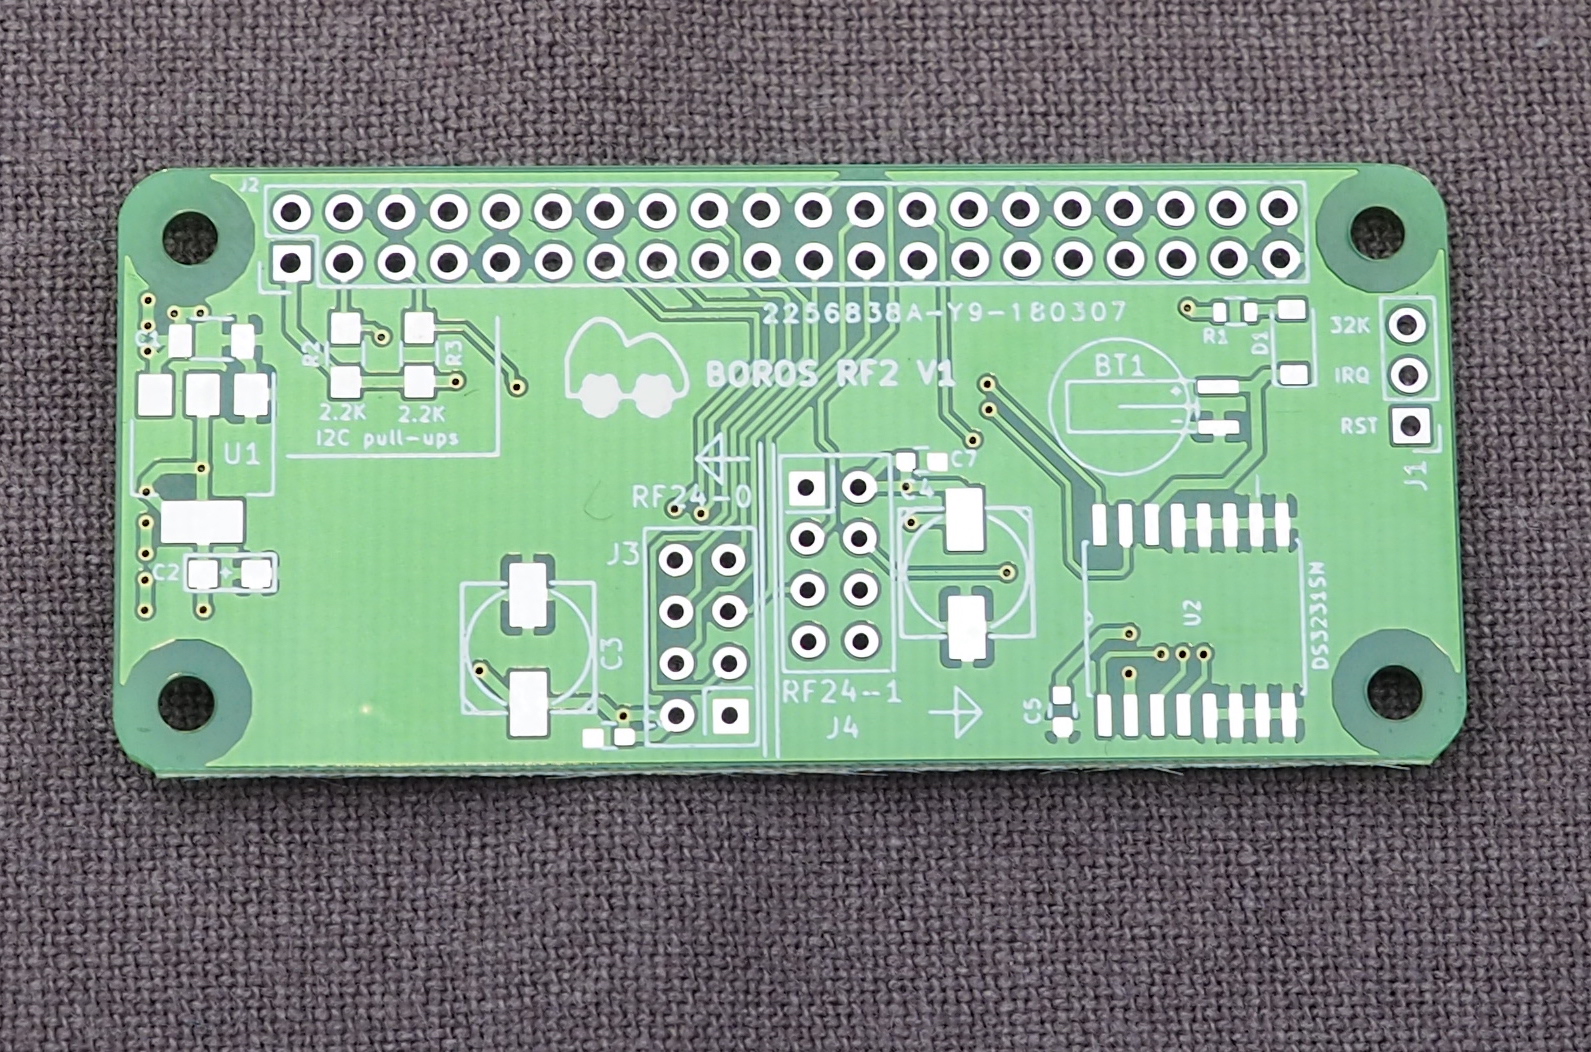 J2
2256838A-Y9-180307
C1
R2
R3
R1
D1
32K
BOROS RF2 V1
BT1
+
-
IRQ
2.2K
2.2K
RST
I2C pull-ups
U1
J1
C7
RF24-0
C4
J3
C2
+
U2
DS3231SN
C3
RF24-1
C5
J4